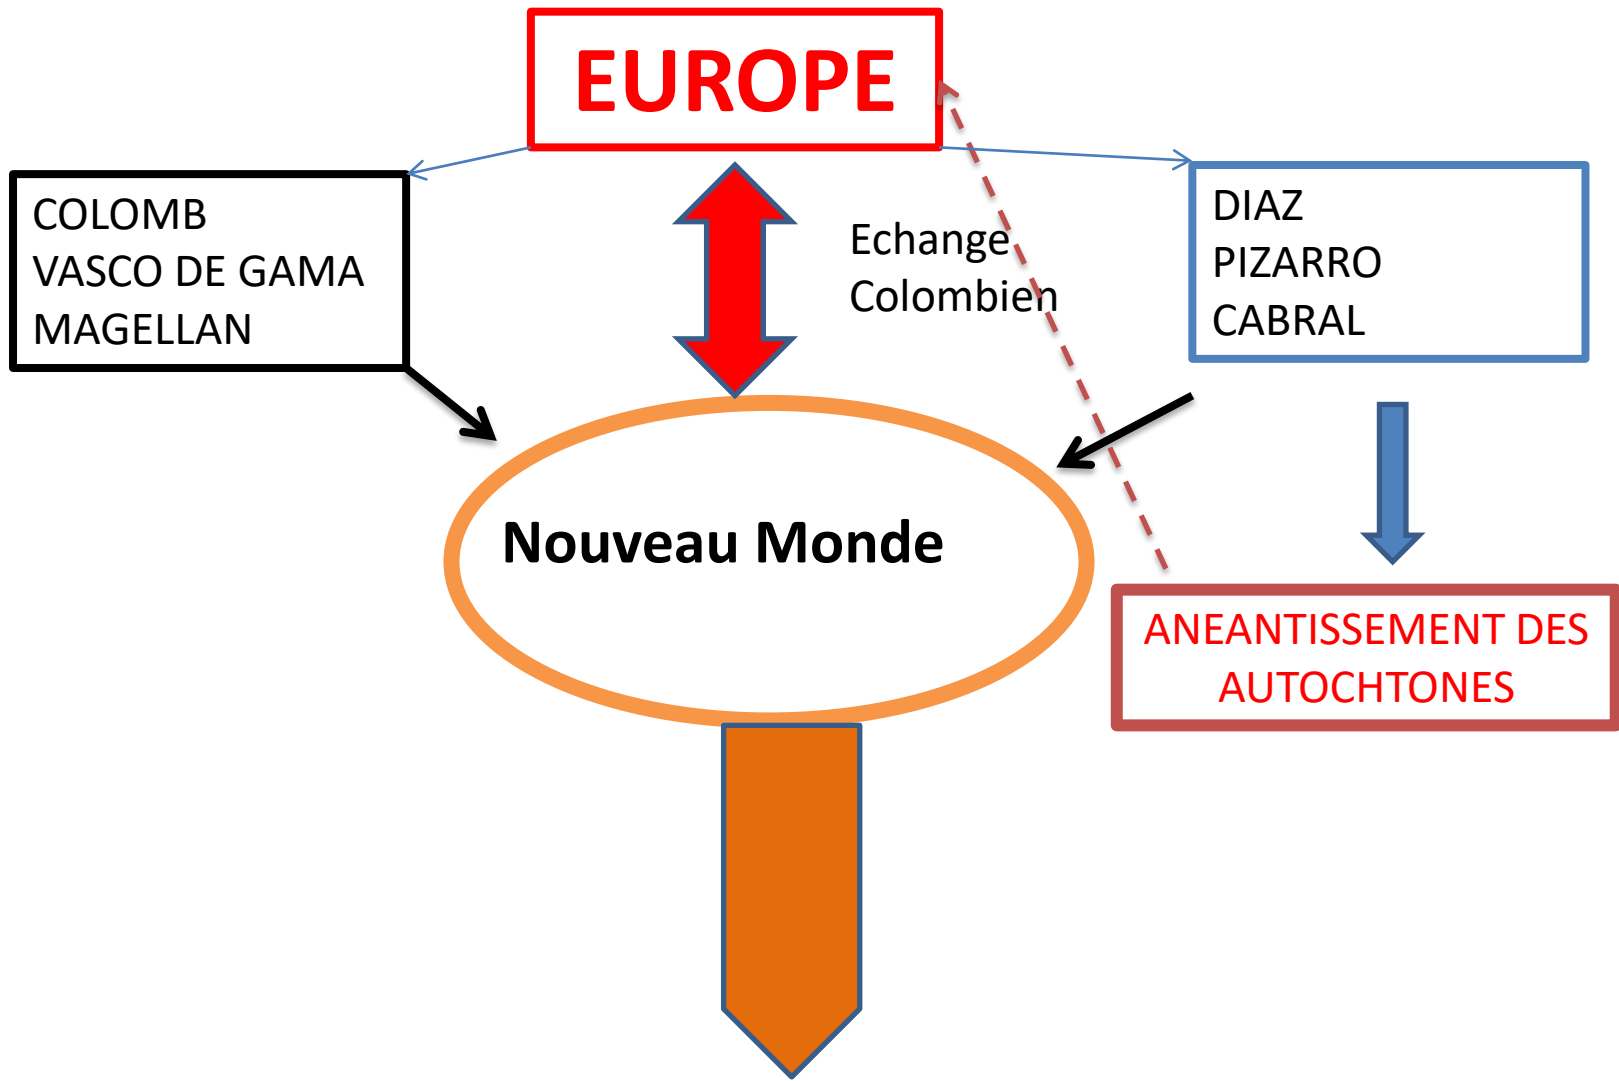 EUROPE
COLOMB
VASCO DE GAMA
MAGELLAN
Echange
Colombien
DIAZ
PIZARRO
CABRAL
Nouveau Monde
ANEANTISSEMENT DES
AUTOCHTONES